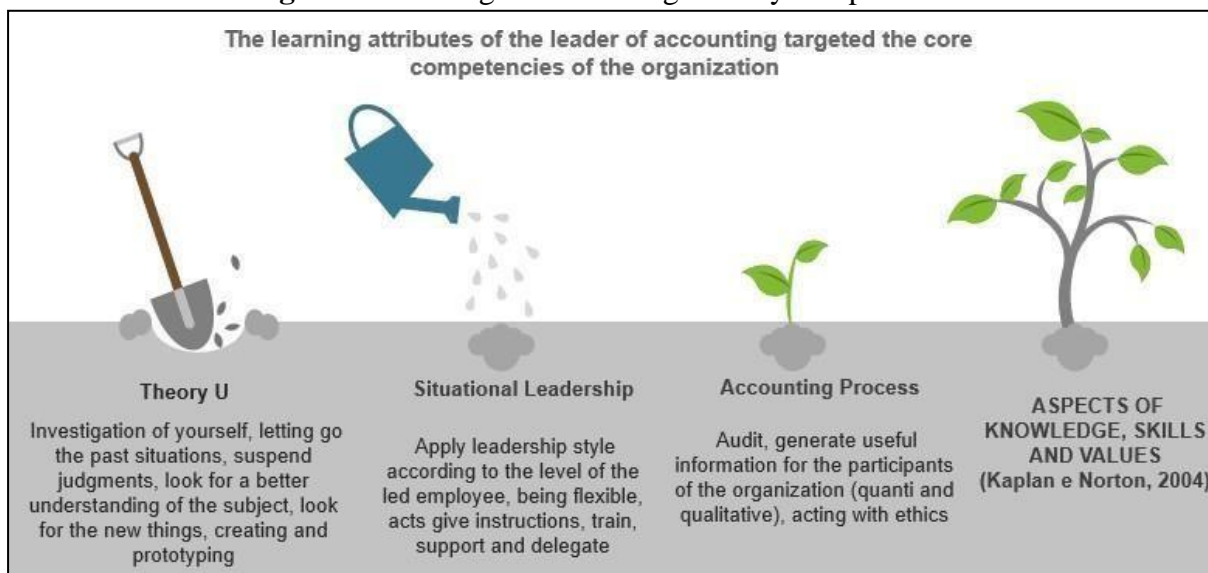 The learning attributes of the leader of accounting targeted the core
competencies of the organization
Theory U
Investigation of yourself, letting go
the past situations, suspend
judgments, look for a better
understanding of the subject, look
for the new things, creating and
prototyping
Situational Leadership
Apply leadership style
according to the level of the
led employee, being flexible,
acts give instructions, train,
support and delegate
Accounting Process
Audit, generate useful
information for the participants
of the organization (quanti and
qualitative), acting with ethics
ASPECTS OF
KNOWLEDGE, SKILLS
AND VALUES
(Kaplan e Norton, 2004)